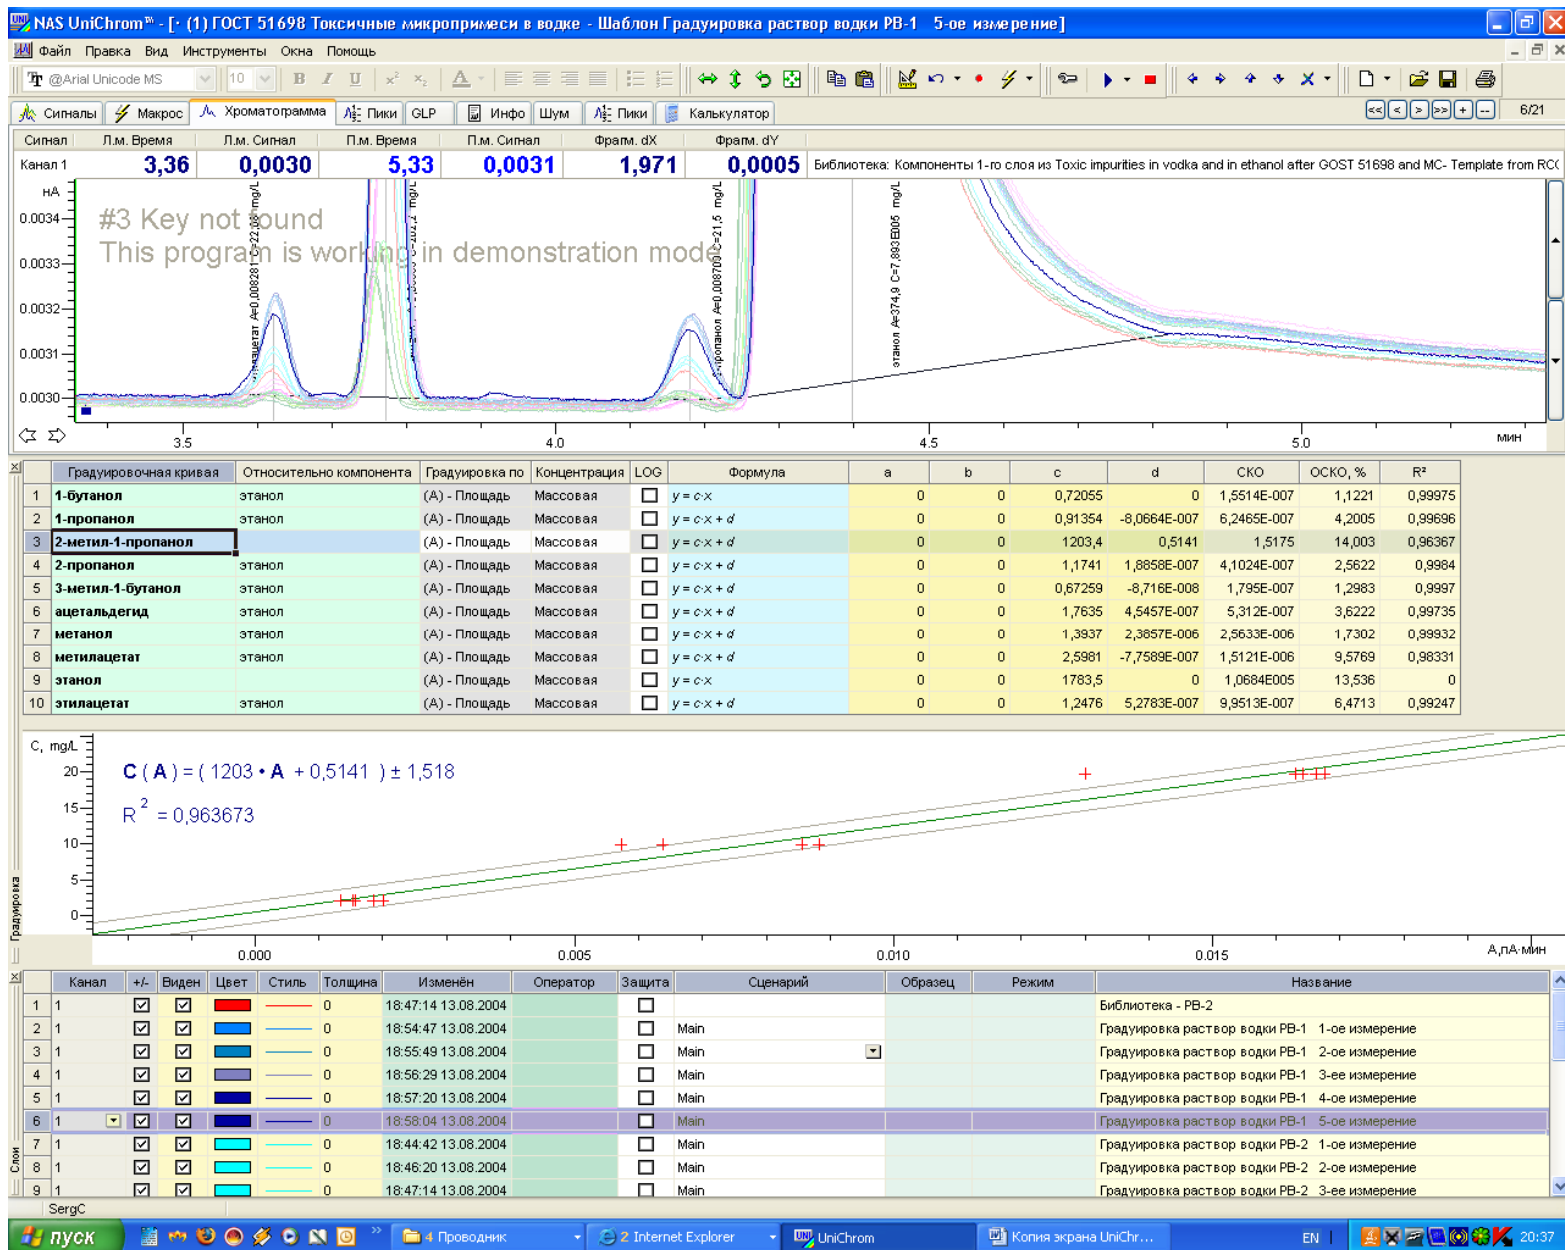 NAS UniChrom™ - [· (1) ГОСТ 51698 Токсичные микропримеси в водке - Шаблон Градуировка раствор водки РВ-1 5-ое измерение]
Файл Правка Вид Инструменты Окна Помощь
@Arial Unicode MS 10 B I U x² x₂ A
Сигналы Макрос Хроматограмма Пики GLP Инфо Шум Пики Калькулятор << < > >> + -- 6/21
Сигнал Л.м. Время Л.м. Сигнал П.м. Время П.м. Сигнал Фрагм. dX Фрагм. dY
Канал 1 3,36 0,0030 5,33 0,0031 1,971 0,0005 Библиотека: Компоненты 1-го слоя из Toxic impurities in vodka and in ethanol after GOST 51698 and MC- Template from RC
нА
#3 Key not found
This program is working in demonstration mode
0.0034
0.0033
0.0032
0.0031
0.0030
A=0,008281 C=22,08 mg/L
mg/L
A=0,008709 C=21,5 mg/L
этанол A=374,9 C=7,893E005 mg/L
3.5 4.0 4.5 5.0 мин
Градуировочная кривая Относительно компонента Градуировка по Концентрация LOG Формула a b c d СКО ОСКО, % R²
1 1-бутанол этанол (A) - Площадь Массовая y = c·x 0 0 0,72055 0 1,5514E-007 1,1221 0,99975
2 1-пропанол этанол (A) - Площадь Массовая y = c·x + d 0 0 0,91354 -8,0664E-007 6,2465E-007 4,2005 0,99696
3 2-метил-1-пропанол (A) - Площадь Массовая y = c·x + d 0 0 1203,4 0,5141 1,5175 14,003 0,96367
4 2-пропанол этанол (A) - Площадь Массовая y = c·x + d 0 0 1,1741 1,8858E-007 4,1024E-007 2,5622 0,9984
5 3-метил-1-бутанол этанол (A) - Площадь Массовая y = c·x + d 0 0 0,67259 -8,716E-008 1,795E-007 1,2983 0,9997
6 ацетальдегид этанол (A) - Площадь Массовая y = c·x + d 0 0 1,7635 4,5457E-007 5,312E-007 3,6222 0,99735
7 метанол этанол (A) - Площадь Массовая y = c·x + d 0 0 1,3937 2,3857E-006 2,5633E-006 1,7302 0,99932
8 метилацетат этанол (A) - Площадь Массовая y = c·x + d 0 0 2,5981 -7,7589E-007 1,5121E-006 9,5769 0,98331
9 этанол (A) - Площадь Массовая y = c·x 0 0 1783,5 0 1,0684E005 13,536 0
10 этилацетат этанол (A) - Площадь Массовая y = c·x + d 0 0 1,2476 5,2783E-007 9,9513E-007 6,4713 0,99247
Градуировка
C, mg/L
C ( A ) = ( 1203 • A + 0,5141 ) ± 1,518
R² = 0,963673
20
15
10
5
0
0.000 0.005 0.010 0.015 A,пА·мин
Слои
Канал +/- Виден Цвет Стиль Толщина Изменён Оператор Защита Сценарий Образец Режим Название
1 1 0 18:47:14 13.08.2004 Библиотека - РВ-2
2 1 0 18:54:47 13.08.2004 Main Градуировка раствор водки РВ-1 1-ое измерение
3 1 0 18:55:49 13.08.2004 Main Градуировка раствор водки РВ-1 2-ое измерение
4 1 0 18:56:29 13.08.2004 Main Градуировка раствор водки РВ-1 3-ее измерение
5 1 0 18:57:20 13.08.2004 Main Градуировка раствор водки РВ-1 4-ое измерение
6 1 0 18:58:04 13.08.2004 Main Градуировка раствор водки РВ-1 5-ое измерение
7 1 0 18:44:42 13.08.2004 Main Градуировка раствор водки РВ-2 1-ое измерение
8 1 0 18:46:20 13.08.2004 Main Градуировка раствор водки РВ-2 2-ое измерение
9 1 0 18:47:14 13.08.2004 Main Градуировка раствор водки РВ-2 3-ее измерение
SergC
пуск 4 Проводник 2 Internet Explorer UniChrom Копия экрана UniChr... EN 20:37